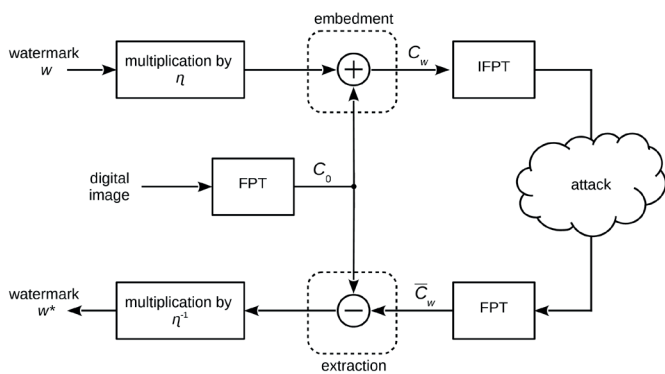 embedment
watermark
w
multiplication by
η
+
C_w
IFPT
digital
image
FPT
C_0
attack
watermark
w*
multiplication by
η⁻¹
−
C̅_w
FPT
extraction